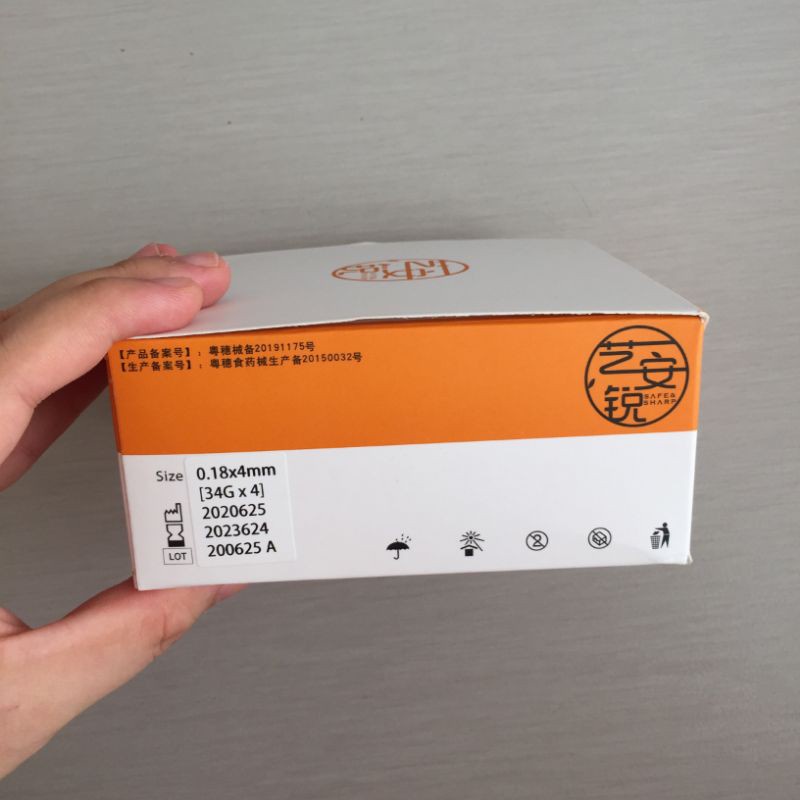 【产品备案号】：粤穗械备20191175号
【生产备案号】：粤穗食药械生产备20150032号
艺安锐
SAFE&
SHARP
Size 0.18x4mm
[34G x 4]
2020625
2023624
LOT 200625 A